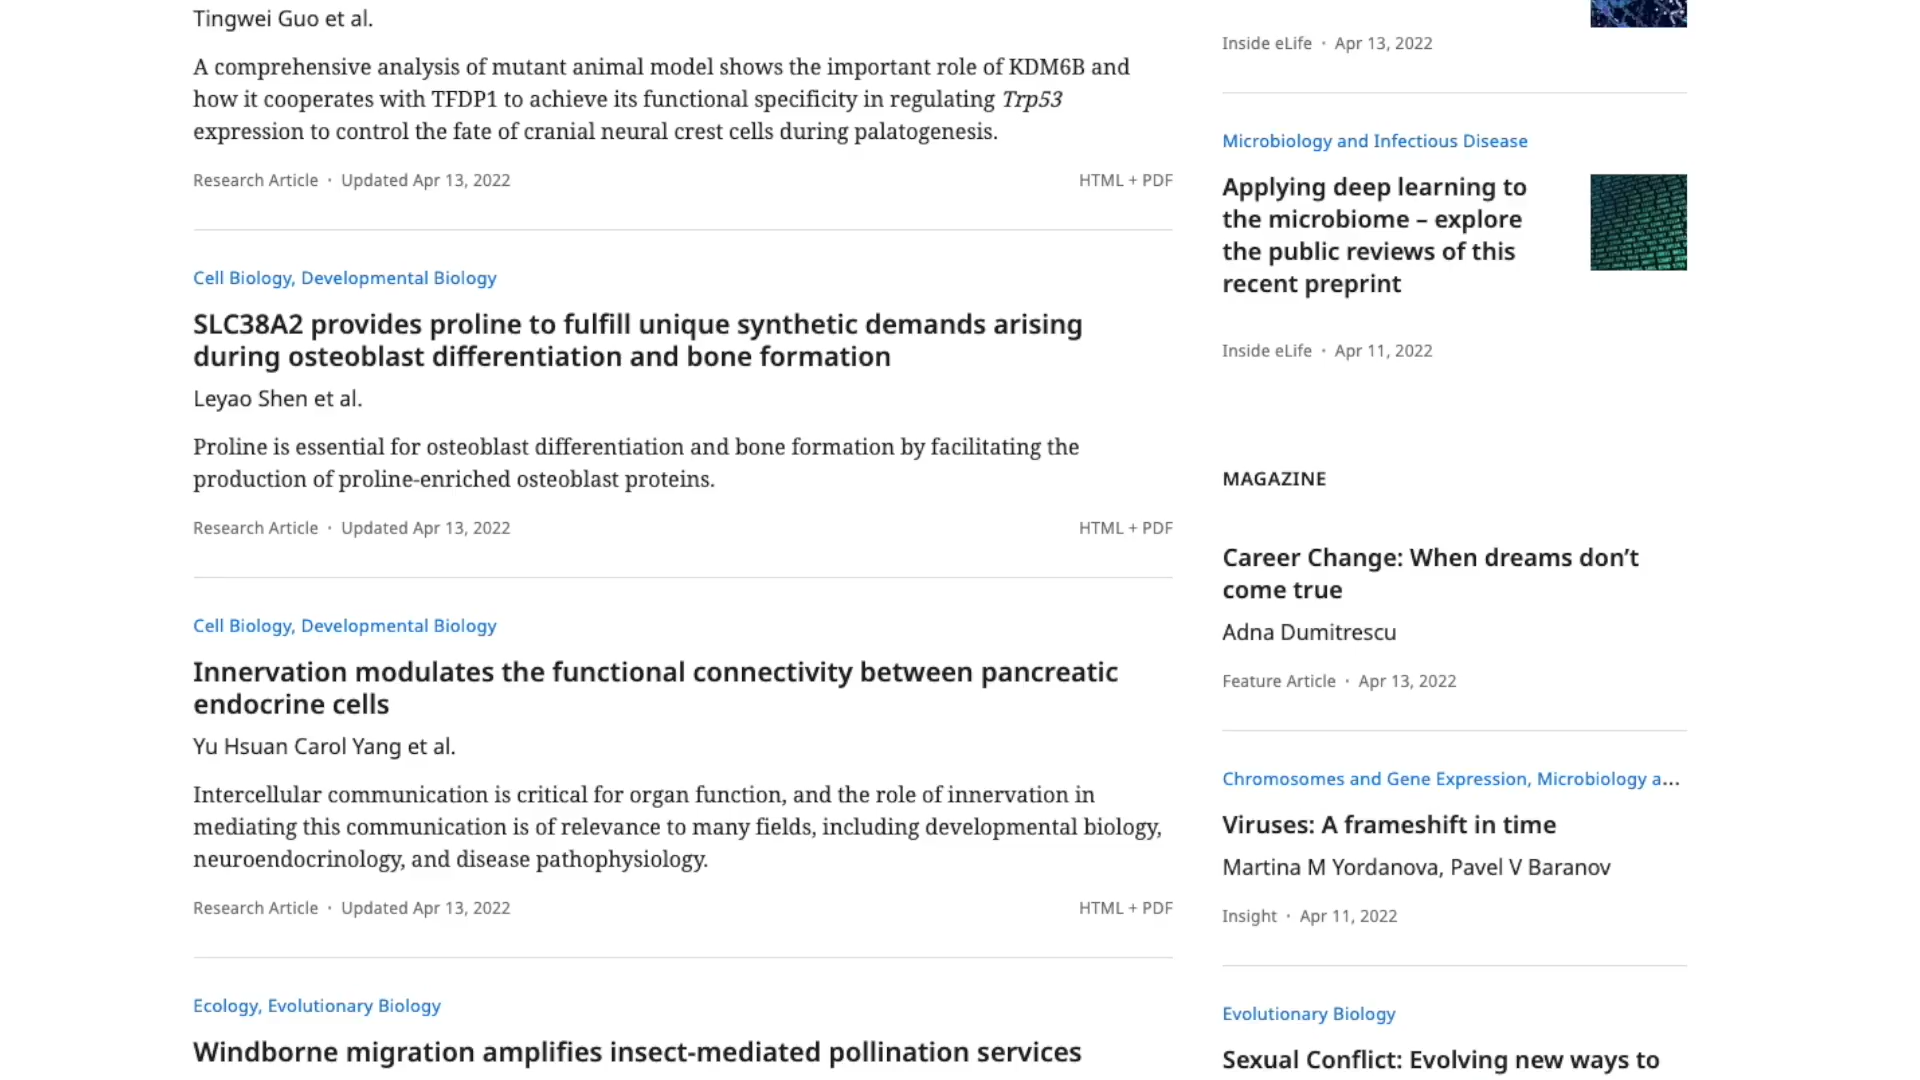 Tingwei Guo et al.
A comprehensive analysis of mutant animal model shows the important role of KDM6B and
how it cooperates with TFDP1 to achieve its functional specificity in regulating Trp53
expression to control the fate of cranial neural crest cells during palatogenesis.
Research Article · Updated Apr 13, 2022
HTML + PDF
Cell Biology, Developmental Biology
SLC38A2 provides proline to fulfill unique synthetic demands arising
during osteoblast differentiation and bone formation
Leyao Shen et al.
Proline is essential for osteoblast differentiation and bone formation by facilitating the
production of proline-enriched osteoblast proteins.
Research Article · Updated Apr 13, 2022
HTML + PDF
Cell Biology, Developmental Biology
Innervation modulates the functional connectivity between pancreatic
endocrine cells
Yu Hsuan Carol Yang et al.
Intercellular communication is critical for organ function, and the role of innervation in
mediating this communication is of relevance to many fields, including developmental biology,
neuroendocrinology, and disease pathophysiology.
Research Article · Updated Apr 13, 2022
HTML + PDF
Ecology, Evolutionary Biology
Windborne migration amplifies insect-mediated pollination services
Inside eLife · Apr 13, 2022
Microbiology and Infectious Disease
Applying deep learning to
the microbiome – explore
the public reviews of this
recent preprint
Inside eLife · Apr 11, 2022
MAGAZINE
Career Change: When dreams don’t
come true
Adna Dumitrescu
Feature Article · Apr 13, 2022
Chromosomes and Gene Expression, Microbiology a...
Viruses: A frameshift in time
Martina M Yordanova, Pavel V Baranov
Insight · Apr 11, 2022
Evolutionary Biology
Sexual Conflict: Evolving new ways to